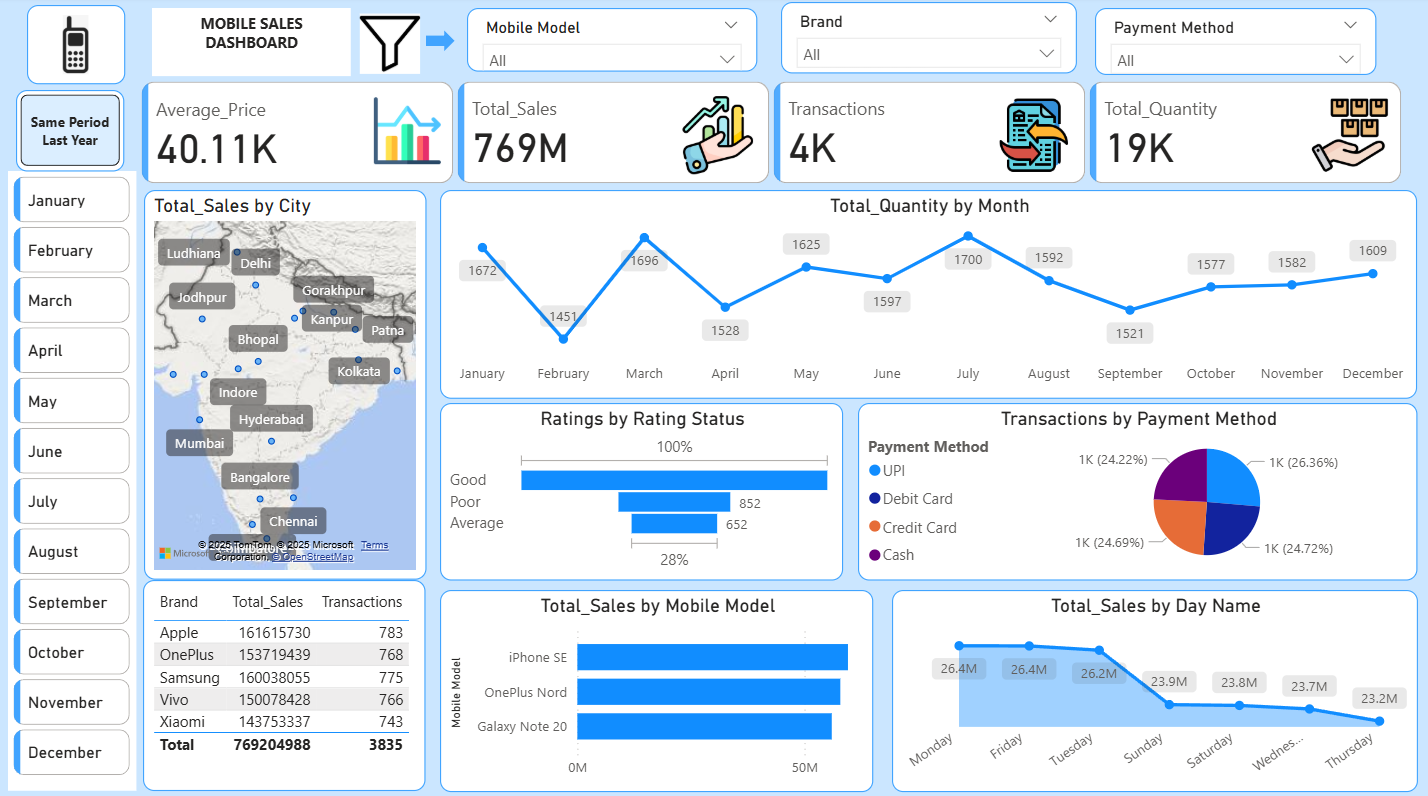 MOBILE SALES
DASHBOARD
Mobile Model
All
Brand
All
Payment Method
All
Same Period
Last Year
Average_Price
40.11K
Total_Sales
769M
Transactions
4K
Total_Quantity
19K
January
February
March
April
May
June
July
August
September
October
November
December
Total_Sales by City
Ludhiana
Delhi
Jodhpur
Gorakhpur
Kanpur
Patna
Bhopal
Kolkata
Indore
Hyderabad
Mumbai
Bangalore
Chennai
Coimbatore
Microsoft
© 2025 TomTom, © 2025 Microsoft Terms
Corporation, © OpenStreetMap
Total_Quantity by Month
1672
1451
1696
1528
1625
1597
1700
1592
1521
1577
1582
1609
January February March April May June July August September October November December
Ratings by Rating Status
100%
Good
Poor 852
Average 652
28%
Transactions by Payment Method
Payment Method
UPI
Debit Card
Credit Card
Cash
1K (24.22%)
1K (26.36%)
1K (24.69%)
1K (24.72%)
Brand Total_Sales Transactions
Apple 161615730 783
OnePlus 153719439 768
Samsung 160038055 775
Vivo 150078428 766
Xiaomi 143753337 743
Total 769204988 3835
Total_Sales by Mobile Model
Mobile Model
iPhone SE
OnePlus Nord
Galaxy Note 20
0M 50M
Total_Sales by Day Name
26.4M
26.4M
26.2M
23.9M
23.8M
23.7M
23.2M
Monday Friday Tuesday Sunday Saturday Wednes... Thursday